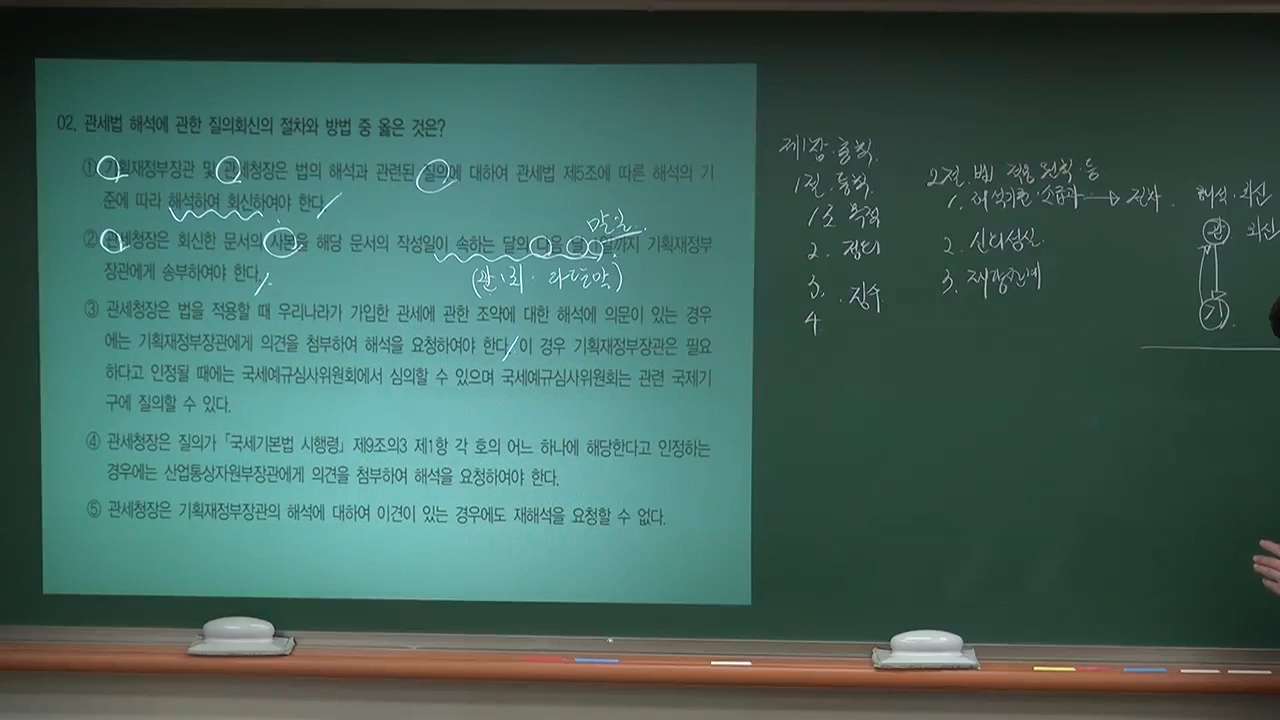 02. 관세법 해석에 관한 질의회신의 절차와 방법 중 옳은 것은?
① 기획재정부장관 및 관세청장은 법의 해석과 관련된 질의에 대하여 관세법 제5조에 따른 해석의 기
준에 따라 해석하여 회신하여야 한다.
말일
② 관세청장은 회신한 문서의 사본을 해당 문서의 작성일이 속하는 달의 다음 달 까지 기획재정부
장관에게 송부하여야 한다.
③ 관세청장은 법을 적용할 때 우리나라가 가입한 관세에 관한 조약에 대한 해석에 의문이 있는 경우
에는 기획재정부장관에게 의견을 첨부하여 해석을 요청하여야 한다. 이 경우 기획재정부장관은 필요
하다고 인정될 때에는 국세예규심사위원회에서 심의할 수 있으며 국세예규심사위원회는 관련 국제기
구에 질의할 수 있다.
④ 관세청장은 질의가 「국세기본법 시행령」 제9조의3 제1항 각 호의 어느 하나에 해당한다고 인정하는
경우에는 산업통상자원부장관에게 의견을 첨부하여 해석을 요청하여야 한다.
⑤ 관세청장은 기획재정부장관의 해석에 대하여 이견이 있는 경우에도 재해석을 요청할 수 없다.
제1장 총칙.
1절. 통칙.
1조 목적
2. 정의
3. 징수
4
2절. 법 적용 원칙 등
1. 해석기준 소급과 → 절차.
2. 신의성실.
3. 재량한계
해석. 회신
관 회신
기